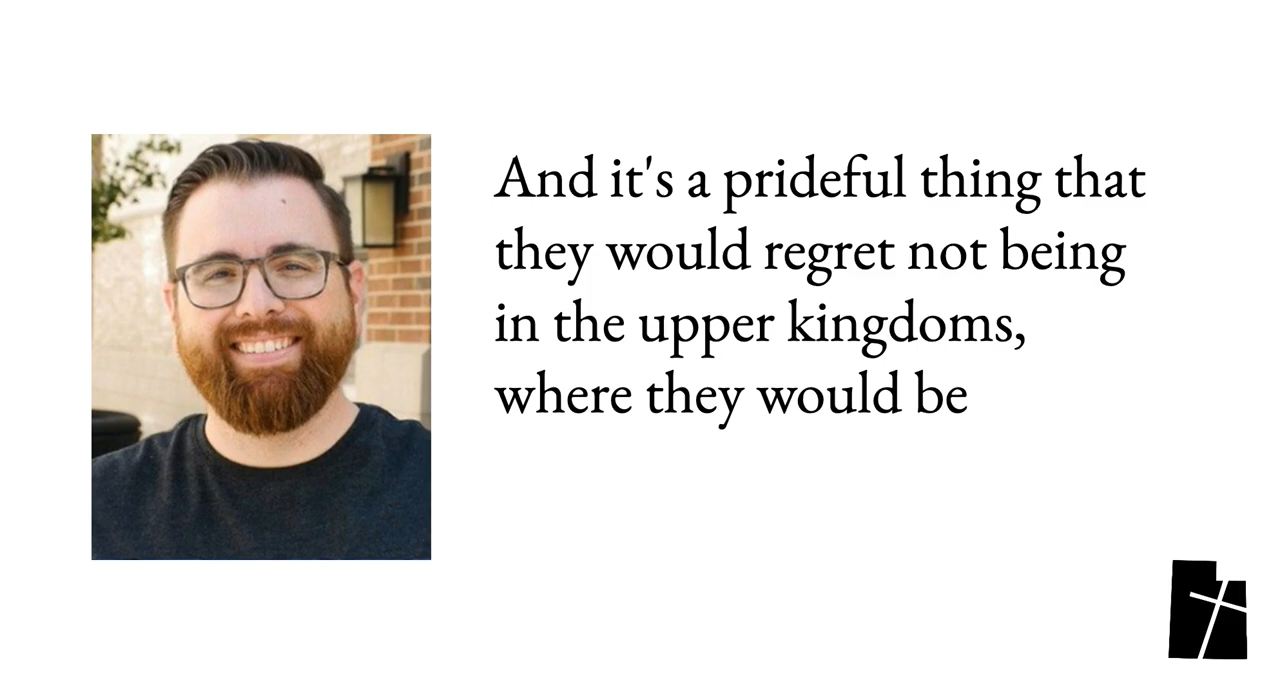 And it's a prideful thing that
they would regret not being
in the upper kingdoms,
where they would be